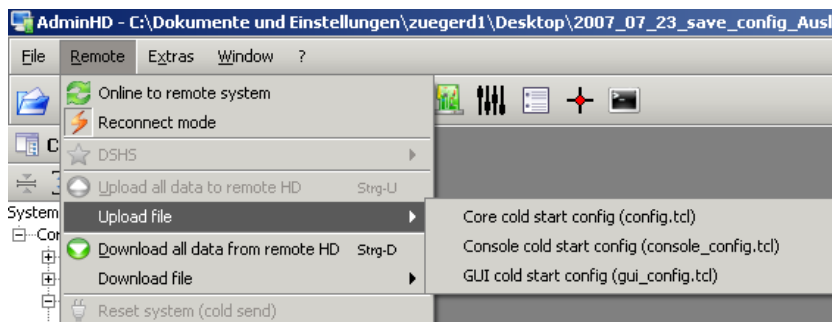 AdminHD - C:\Dokumente und Einstellungen\zuegerd1\Desktop\2007_07_23_save_config_Ausl
File Remote Extras Window ?
Online to remote system
Reconnect mode
C
DSHS
Upload all data to remote HD Strg-U
System
Upload file
Core cold start config (config.tcl)
Cor
Console cold start config (console_config.tcl)
Download all data from remote HD Strg-D
Download file
GUI cold start config (gui_config.tcl)
Reset system (cold send)